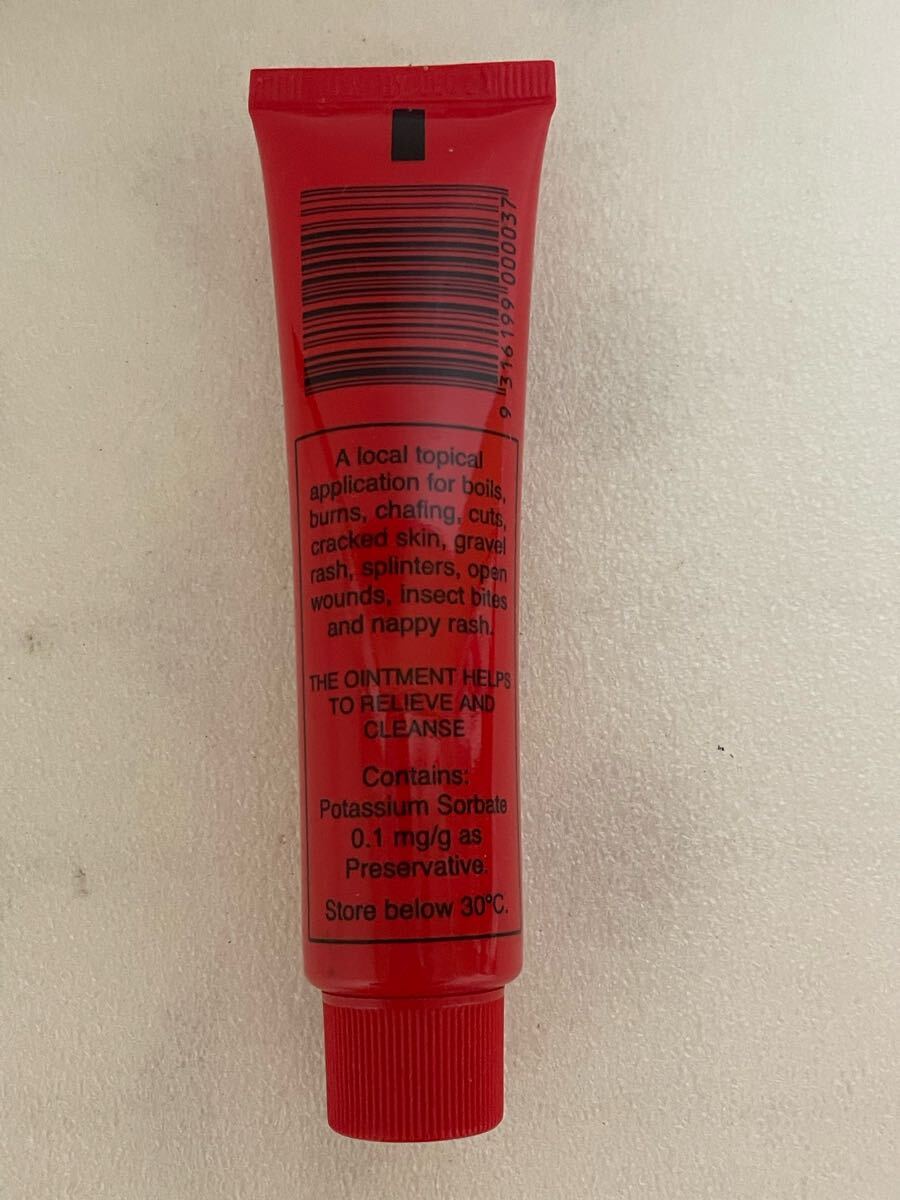 9 316199 000037
A local topical
application for boils,
burns, chafing, cuts,
cracked skin, gravel
rash, splinters, open
wounds, insect bites
and nappy rash.
THE OINTMENT HELPS
TO RELIEVE AND
CLEANSE
Contains:
Potassium Sorbate
0.1 mg/g as
Preservative.
Store below 30°C.